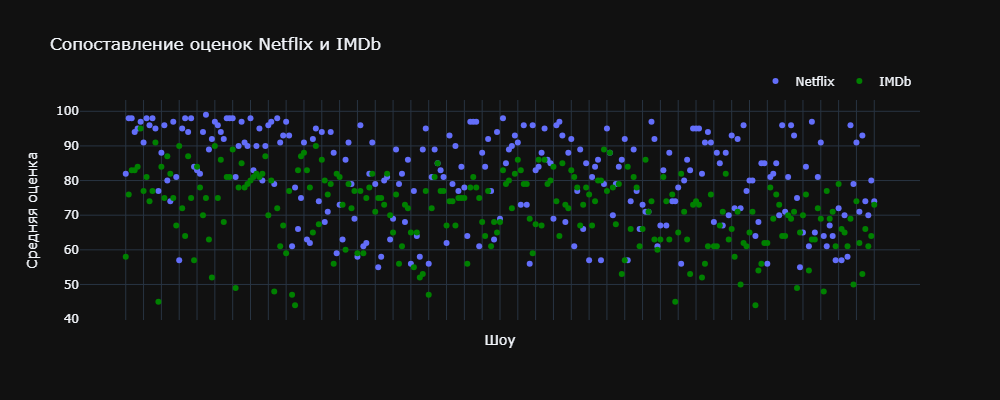 Сопоставление оценок Netflix и IMDb
Netflix
IMDb
Средняя оценка
100
90
80
70
60
50
40
Шоу